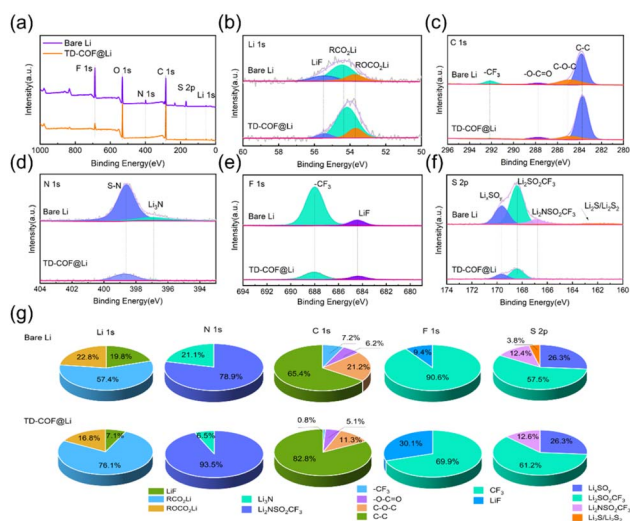 (a)
Bare Li
TD-COF@Li
F 1s
O 1s
C 1s
N 1s
S 2p
Li 1s
Intensity(a.u.)
1000 800 600 400 200 0
Binding Energy(eV)
(b)
Li 1s
RCO₂Li
LiF
ROCO₂Li
Bare Li
TD-COF@Li
Intensity(a.u.)
60 58 56 54 52 50
Binding Energy(eV)
(c)
C 1s
C-C
C-O-C
-O-C=O
-CF₃
Bare Li
TD-COF@Li
Intensity(a.u.)
296 294 292 290 288 286 284 282 280
Binding Energy(eV)
(d)
N 1s
S-N
Li₃N
Bare Li
TD-COF@Li
Intensity(a.u.)
404 402 400 398 396 394
Binding Energy(eV)
(e)
F 1s
-CF₃
LiF
Bare Li
TD-COF@Li
Intensity(a.u.)
694 692 690 688 686 684 682 680
Binding Energy(eV)
(f)
S 2p
Li₂SO₂CF₃
LiₓSOᵧ
Li₂NSO₂CF₃
Li₂S/Li₂S₂
Bare Li
TD-COF@Li
Intensity(a.u.)
174 172 170 168 166 164 162 160
Binding Energy(eV)
(g)
Li 1s
N 1s
C 1s
F 1s
S 2p
Bare Li
22.8%
19.8%
57.4%
21.1%
78.9%
7.2%
6.2%
21.2%
65.4%
9.4%
90.6%
3.8%
12.4%
26.3%
57.5%
TD-COF@Li
16.8%
7.1%
76.1%
6.5%
93.5%
0.8%
5.1%
11.3%
82.8%
30.1%
69.9%
12.6%
26.3%
61.2%
LiF
RCO₂Li
ROCO₂Li
Li₃N
Li₂NSO₂CF₃
-CF₃
-O-C=O
C-O-C
C-C
CF₃
LiF
Li₂SO₂CF₃
Li₂NSO₂CF₃
Li₂S/Li₂S₂